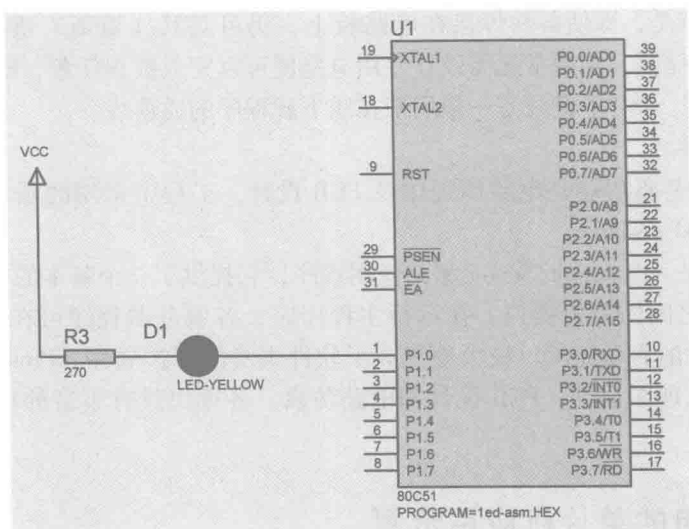 U1
19 XTAL1
18 XTAL2
9 RST
29 PSEN
30 ALE
31 EA
1 P1.0
2 P1.1
3 P1.2
4 P1.3
5 P1.4
6 P1.5
7 P1.6
8 P1.7
P0.0/AD0 39
P0.1/AD1 38
P0.2/AD2 37
P0.3/AD3 36
P0.4/AD4 35
P0.5/AD5 34
P0.6/AD6 33
P0.7/AD7 32
P2.0/A8 21
P2.1/A9 22
P2.2/A10 23
P2.3/A11 24
P2.4/A12 25
P2.5/A13 26
P2.6/A14 27
P2.7/A15 28
P3.0/RXD 10
P3.1/TXD 11
P3.2/INT0 12
P3.3/INT1 13
P3.4/T0 14
P3.5/T1 15
P3.6/WR 16
P3.7/RD 17
80C51
PROGRAM=1ed-asm.HEX
VCC
R3
270
D1
LED-YELLOW